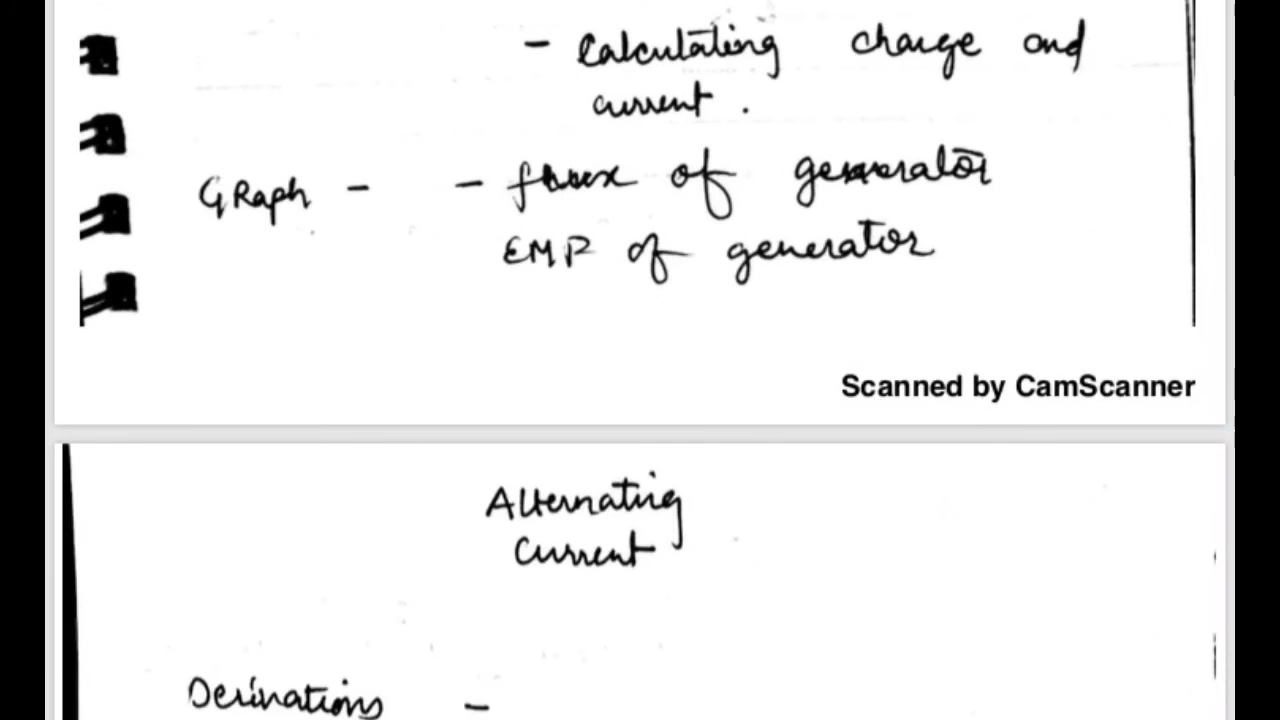 - Calculating charge and
current .
GRaph - - flux of generator
EMF of generator
Scanned by CamScanner
Alternating
Current
Derivations -